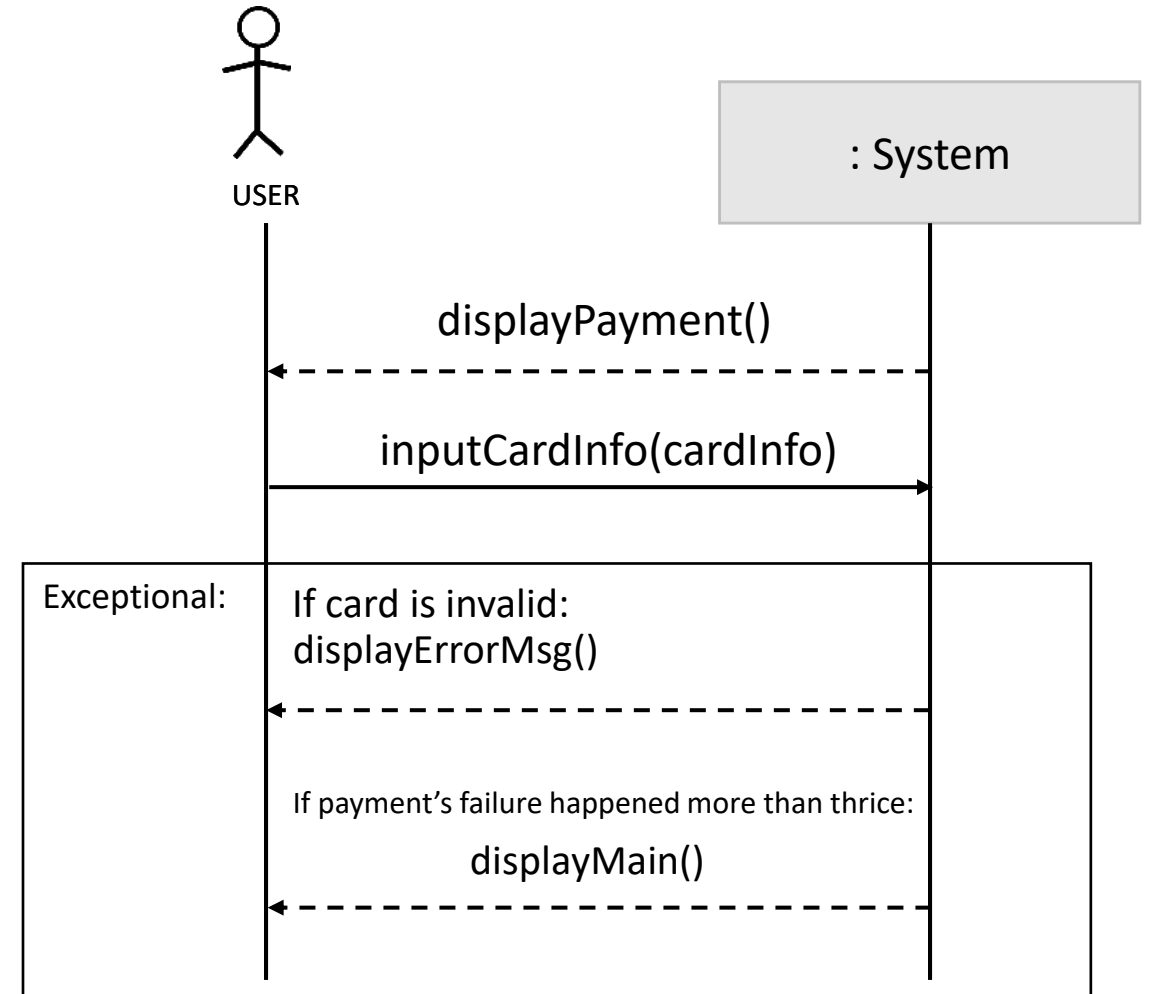 USER
: System
displayPayment()
inputCardInfo(cardInfo)
Exceptional:
If card is invalid:
displayErrorMsg()
If payment’s failure happened more than thrice:
displayMain()